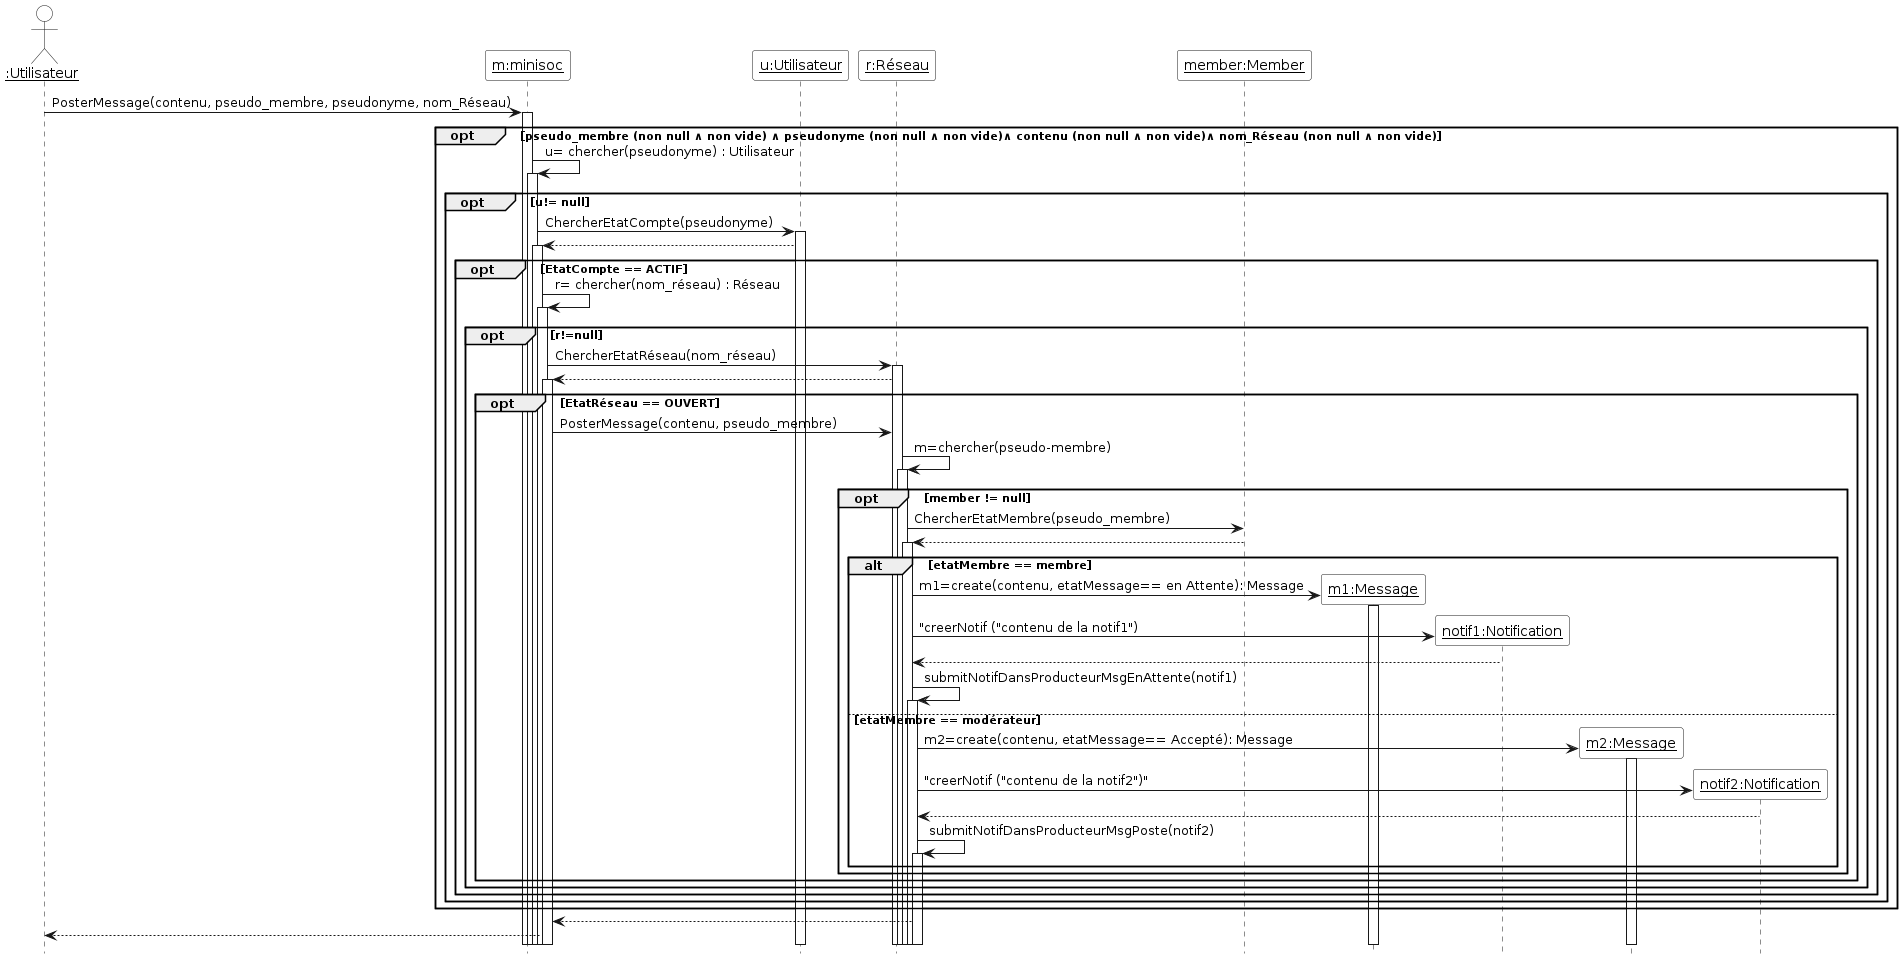 :Utilisateur
m:minisoc
u:Utilisateur
r:Réseau
member:Member
PosterMessage(contenu, pseudo_membre, pseudonyme, nom_Réseau)
opt
[pseudo_membre (non null ∧ non vide) ∧ pseudonyme (non null ∧ non vide)∧ contenu (non null ∧ non vide)∧ nom_Réseau (non null ∧ non vide)]
u= chercher(pseudonyme) : Utilisateur
opt
[u!= null]
ChercherEtatCompte(pseudonyme)
opt
[EtatCompte == ACTIF]
r= chercher(nom_réseau) : Réseau
opt
[r!=null]
ChercherEtatRéseau(nom_réseau)
opt
[EtatRéseau == OUVERT]
PosterMessage(contenu, pseudo_membre)
m=chercher(pseudo-membre)
opt
[member != null]
ChercherEtatMembre(pseudo_membre)
alt
[etatMembre == membre]
m1=create(contenu, etatMessage== en Attente): Message
m1:Message
"creerNotif ("contenu de la notif1")
notif1:Notification
submitNotifDansProducteurMsgEnAttente(notif1)
[etatMembre == modérateur]
m2=create(contenu, etatMessage== Accepté): Message
m2:Message
"creerNotif ("contenu de la notif2")"
notif2:Notification
submitNotifDansProducteurMsgPoste(notif2)